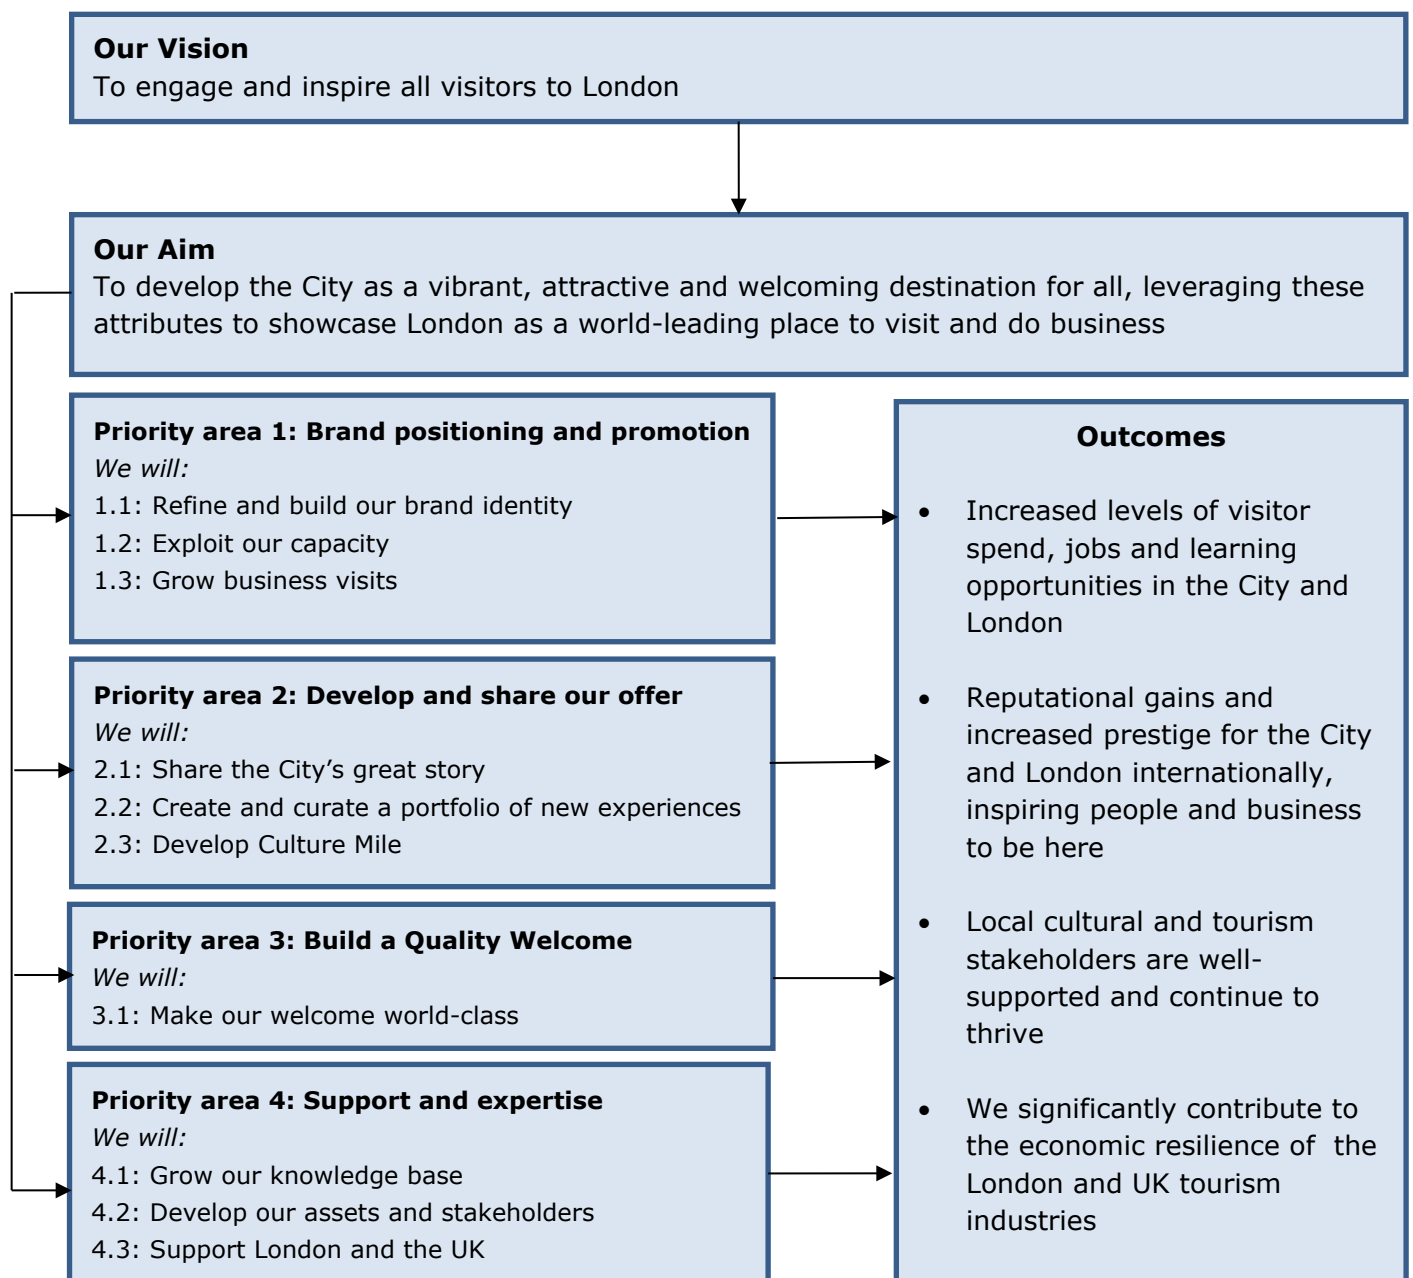 Our Vision
To engage and inspire all visitors to London
Our Aim
To develop the City as a vibrant, attractive and welcoming destination for all, leveraging these
attributes to showcase London as a world-leading place to visit and do business
Priority area 1: Brand positioning and promotion
We will:
1.1: Refine and build our brand identity
1.2: Exploit our capacity
1.3: Grow business visits
Priority area 2: Develop and share our offer
We will:
2.1: Share the City’s great story
2.2: Create and curate a portfolio of new experiences
2.3: Develop Culture Mile
Priority area 3: Build a Quality Welcome
We will:
3.1: Make our welcome world-class
Priority area 4: Support and expertise
We will:
4.1: Grow our knowledge base
4.2: Develop our assets and stakeholders
4.3: Support London and the UK
Outcomes
• Increased levels of visitor
spend, jobs and learning
opportunities in the City and
London
• Reputational gains and
increased prestige for the City
and London internationally,
inspiring people and business
to be here
• Local cultural and tourism
stakeholders are well-
supported and continue to
thrive
• We significantly contribute to
the economic resilience of  the
London and UK tourism
industries